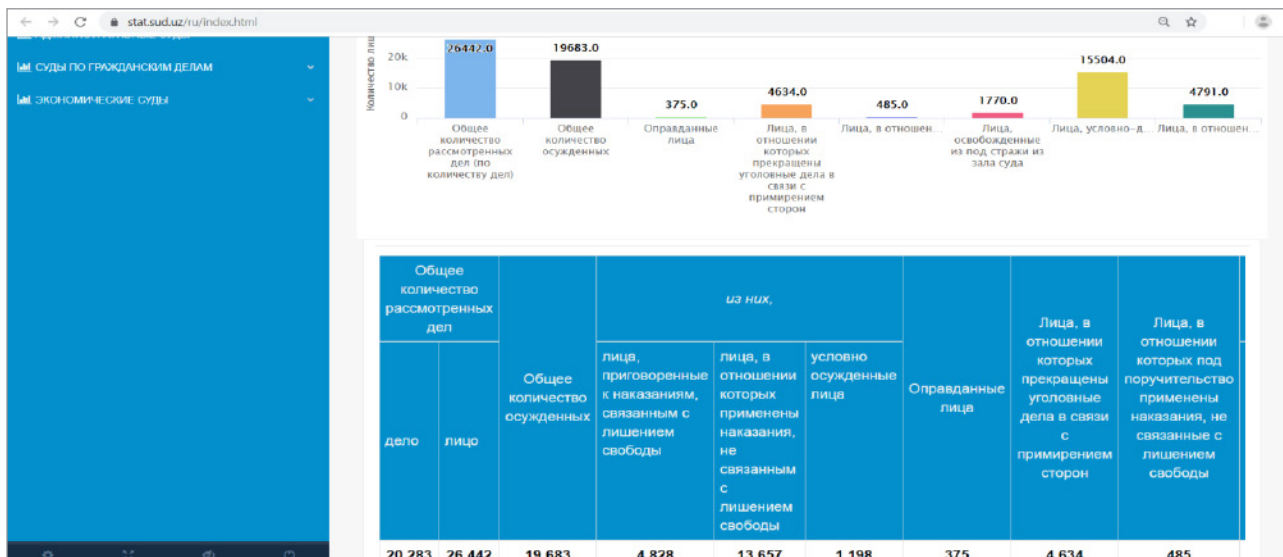 stat.sud.uz/ru/index.html
СУДЫ ПО ГРАЖДАНСКИМ ДЕЛАМ
ЭКОНОМИЧЕСКИЕ СУДЫ
Количество
20k
10k
0
26442.0
19683.0
375.0
4634.0
485.0
1770.0
15504.0
4791.0
Общее
количество
рассмотренных
дел (по
количеству дел)
Общее
количество
осужденных
Оправданные
лица
Лица, в
отношении
которых
прекращены
уголовные дела в
связи с
примирением
сторон
Лица, в отношен...
Лица,
освобожденные
из под стражи из
зала суда
Лица, условно-д...
Лица, в отношен...
Общее
количество
рассмотренных
дел
дело
лицо
Общее
количество
осужденных
из них,
лица,
приговоренные
к наказаниям,
связанным с
лишением
свободы
лица, в
отношении
которых
применены
наказания,
не
связанным
с
лишением
свободы
условно
осужденные
лица
Оправданные
лица
Лица, в
отношении
которых
прекращены
уголовные
дела в связи
с
примирением
сторон
Лица, в
отношении
которых под
поручительство
применены
наказания, не
связанные с
лишением
свободы
20 283 26 442 19 683 4 828 13 657 1 198 375 4 634 485